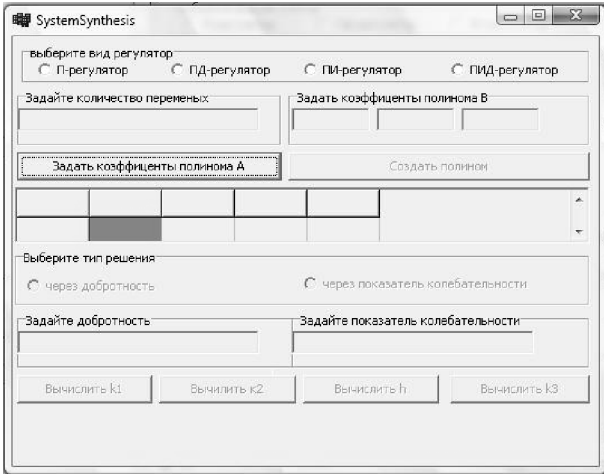 SystemSynthesis
выберите вид регулятор
П-регулятор ПД-регулятор ПИ-регулятор ПИД-регулятор
Задайте количество переменых Задать коэффиценты полинома В
Задать коэффиценты полинома А Создать полином
Выберите тип решения
через добротность через показатель колебательности
Задайте добротность Задайте показатель колебательности
Вычислить k1 Вычилить к2 Вычислить h Вычислить k3